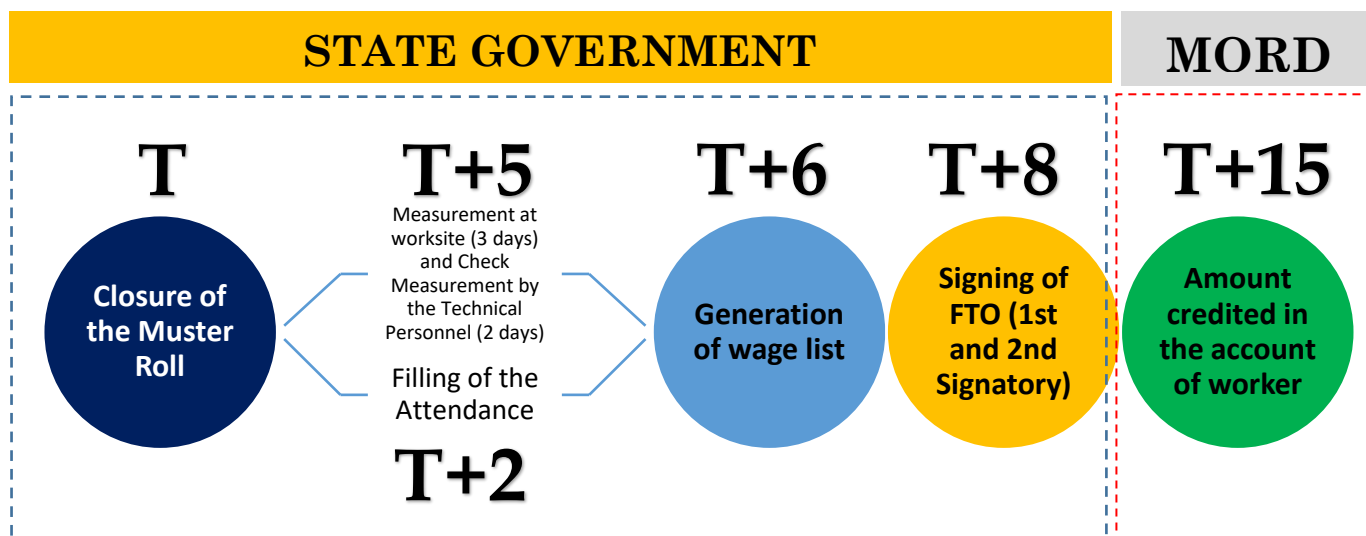 STATE GOVERNMENT
MORD
T
Closure of
the Muster
Roll
T+5
Measurement at
worksite (3 days)
and Check
Measurement by
the Technical
Personnel (2 days)
Filling of the
Attendance
T+2
T+6
Generation
of wage list
T+8
Signing of
FTO (1st
and 2nd
Signatory)
T+15
Amount
credited in
the account
of worker